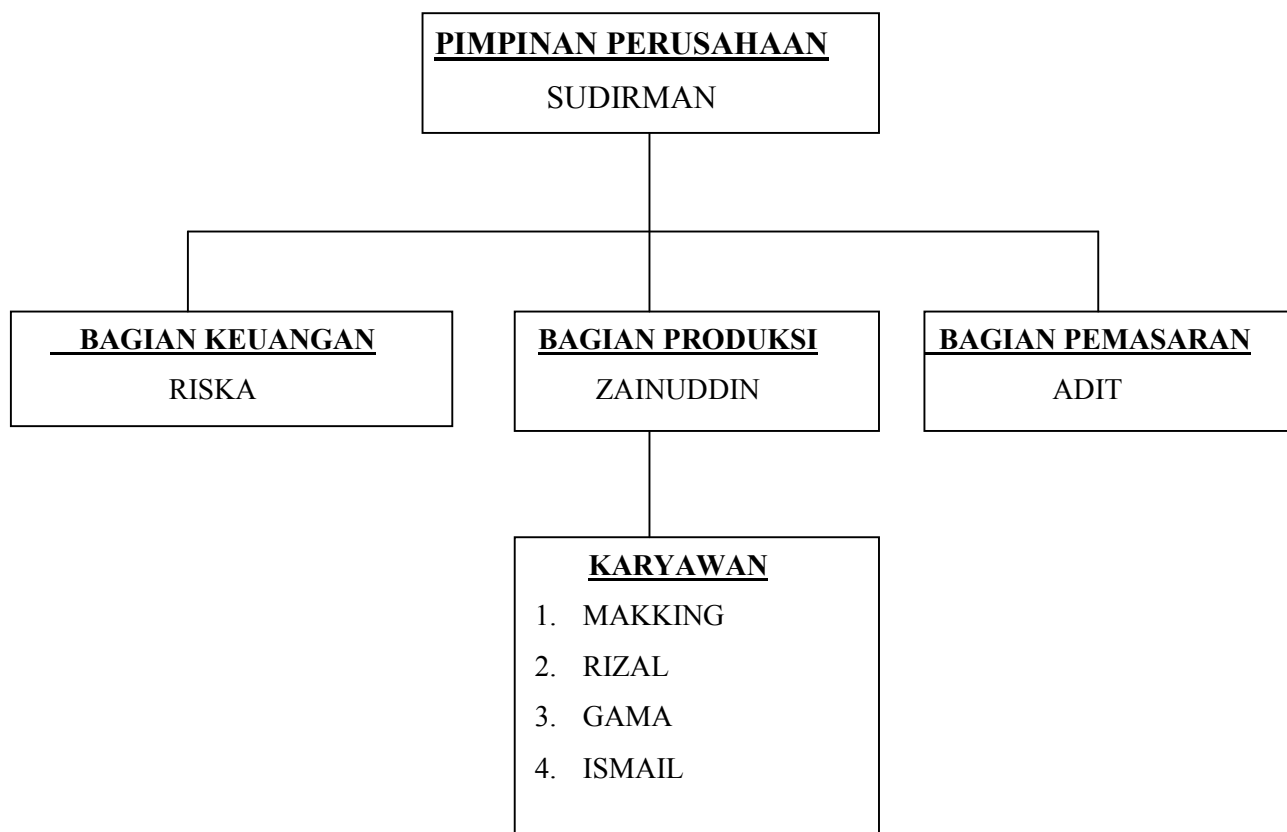 PIMPINAN PERUSAHAAN
SUDIRMAN
BAGIAN KEUANGAN
RISKA
BAGIAN PRODUKSI
ZAINUDDIN
BAGIAN PEMASARAN
ADIT
KARYAWAN
1. MAKKING
2. RIZAL
3. GAMA
4. ISMAIL